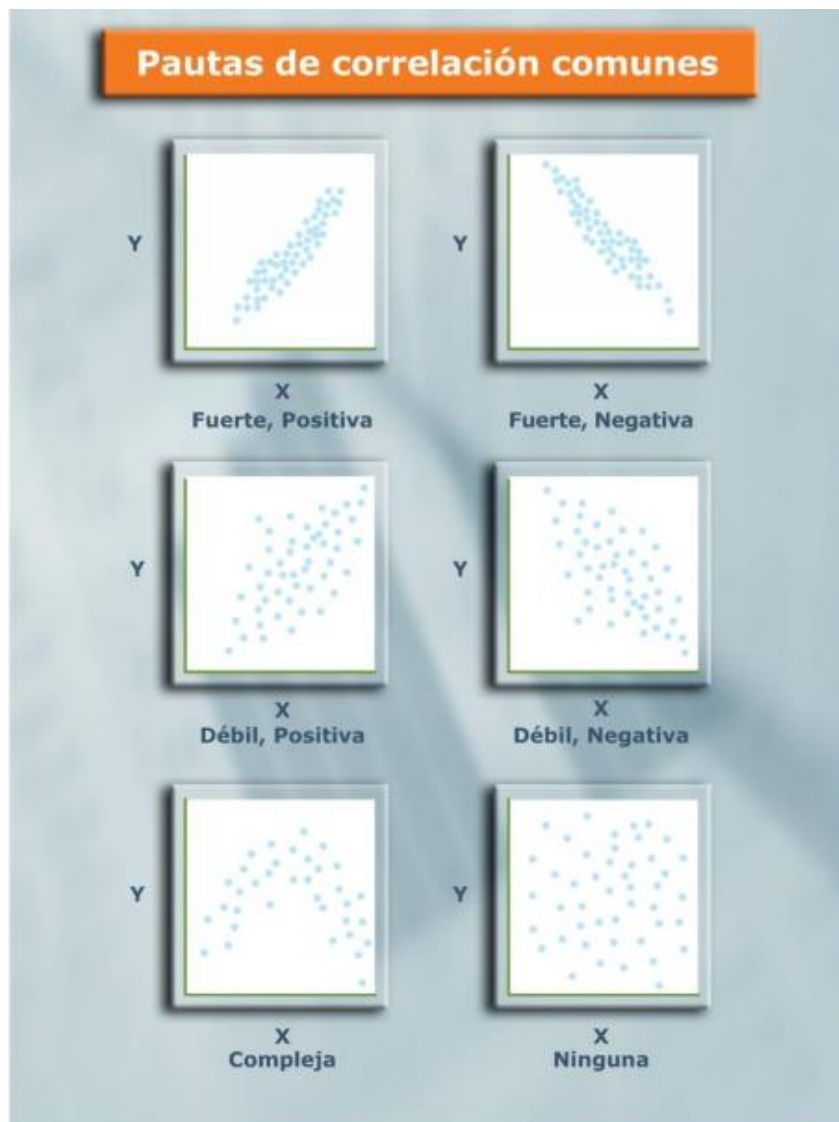 Pautas de correlación comunes
Y
X
Fuerte, Positiva
Y
X
Fuerte, Negativa
Y
X
Débil, Positiva
Y
X
Débil, Negativa
Y
X
Compleja
Y
X
Ninguna